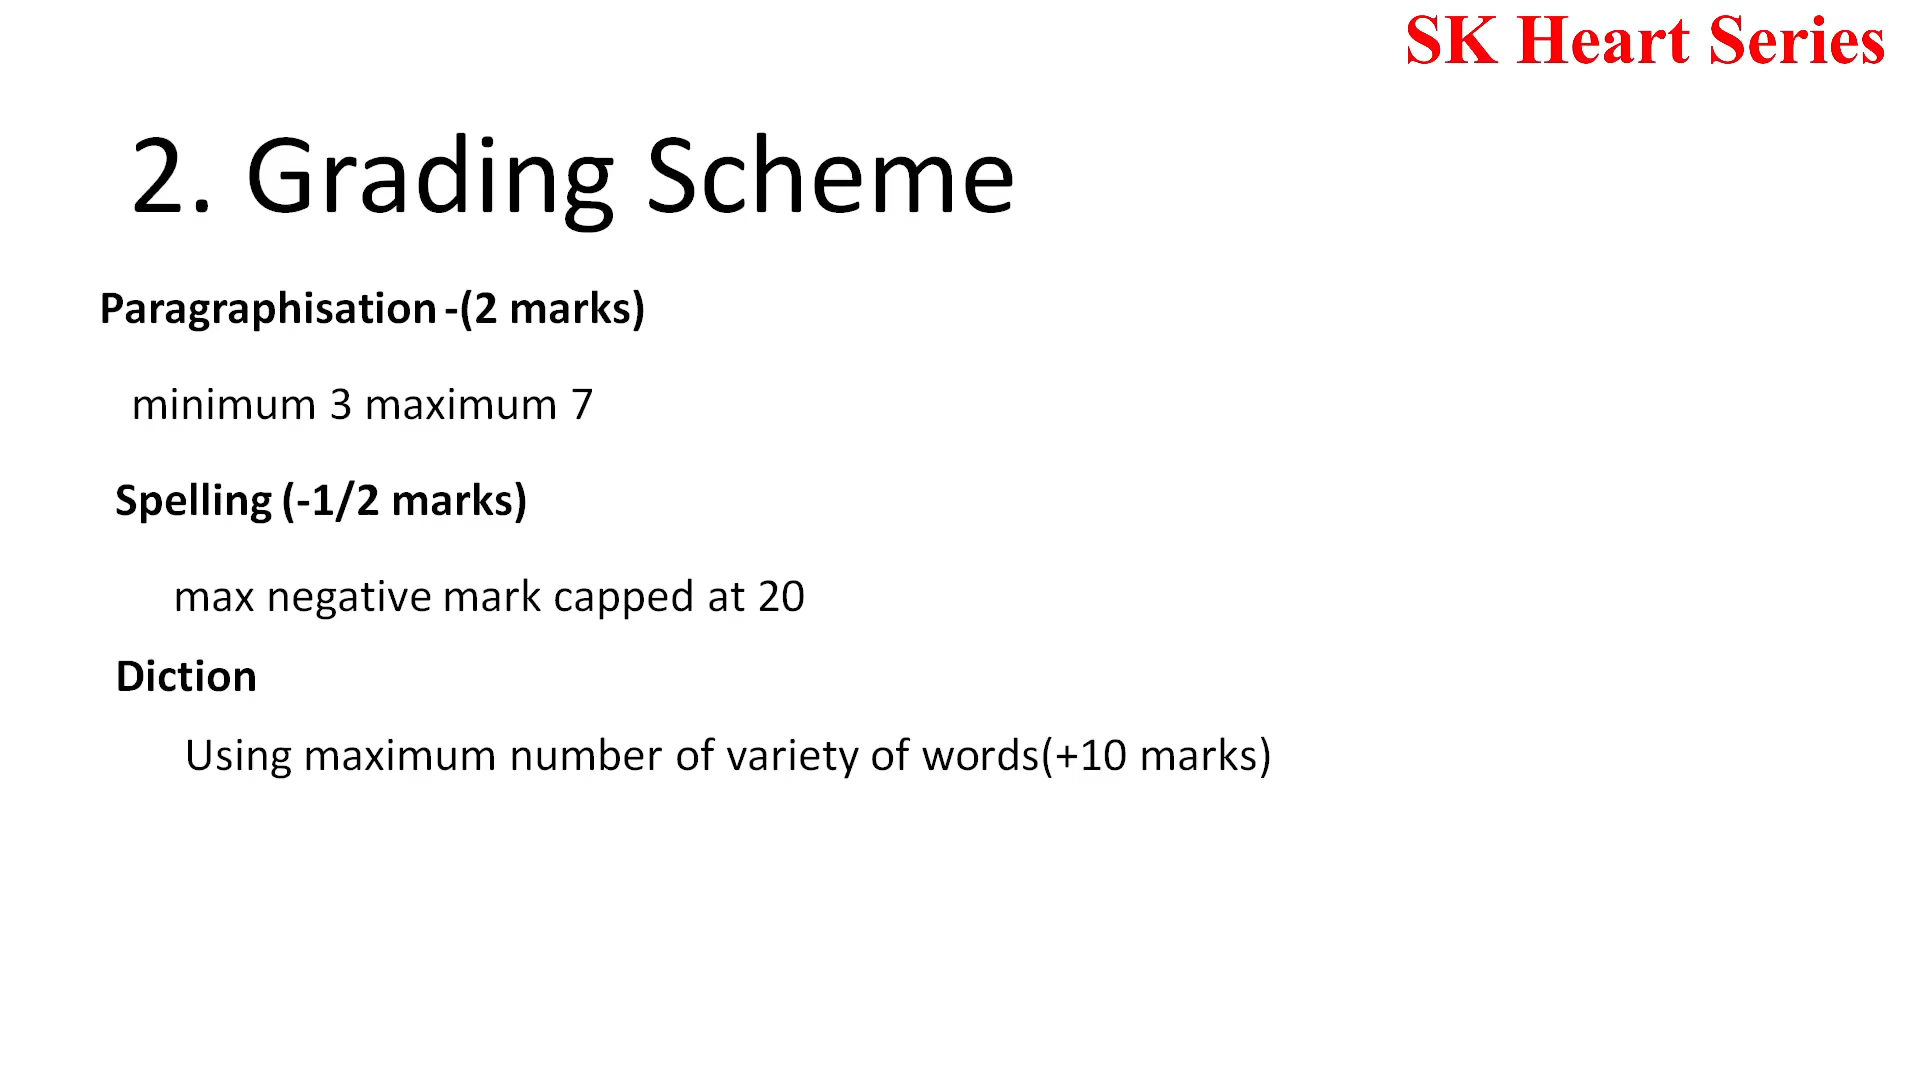 SK Heart Series
2. Grading Scheme
Paragraphisation -(2 marks)
minimum 3 maximum 7
Spelling (-1/2 marks)
max negative mark capped at 20
Diction
Using maximum number of variety of words(+10 marks)